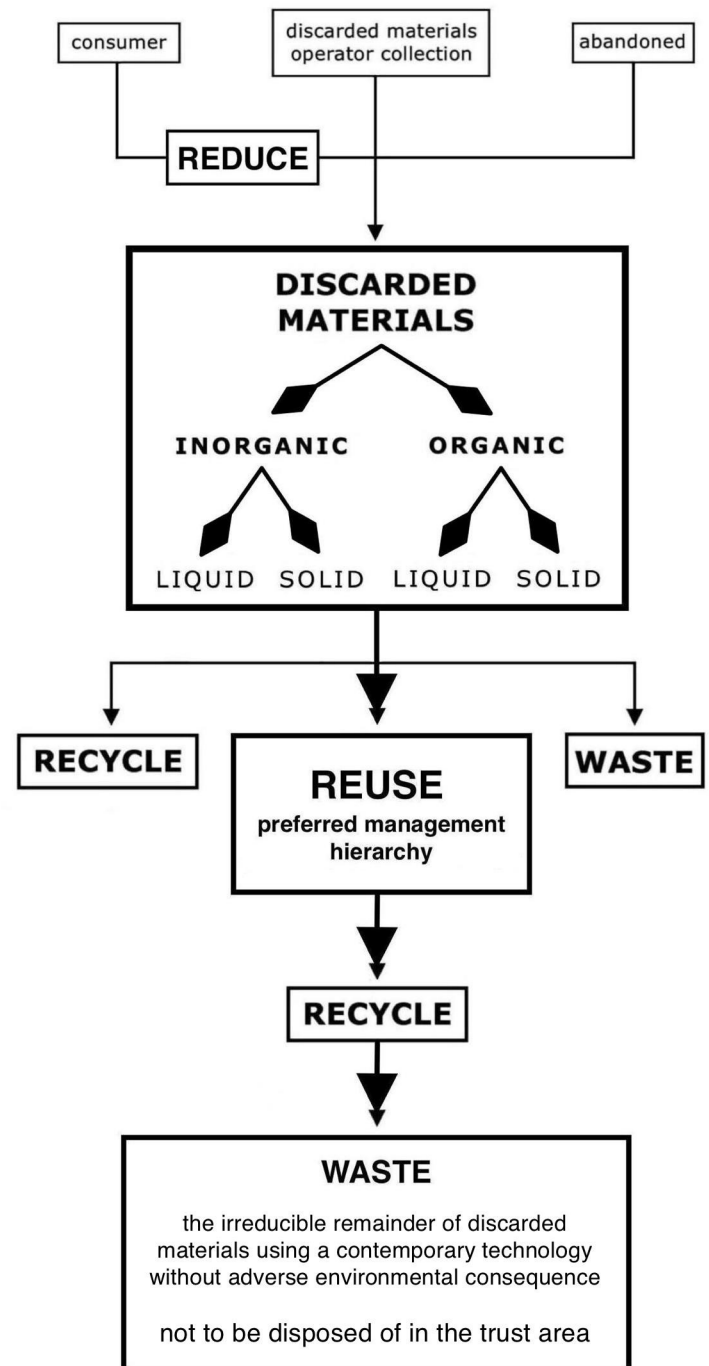 consumer
discarded materials
operator collection
abandoned
REDUCE
DISCARDED
MATERIALS
INORGANIC
ORGANIC
LIQUID
SOLID
LIQUID
SOLID
RECYCLE
REUSE
preferred management
hierarchy
WASTE
RECYCLE
WASTE
the irreducible remainder of discarded
materials using a contemporary technology
without adverse environmental consequence
not to be disposed of in the trust area